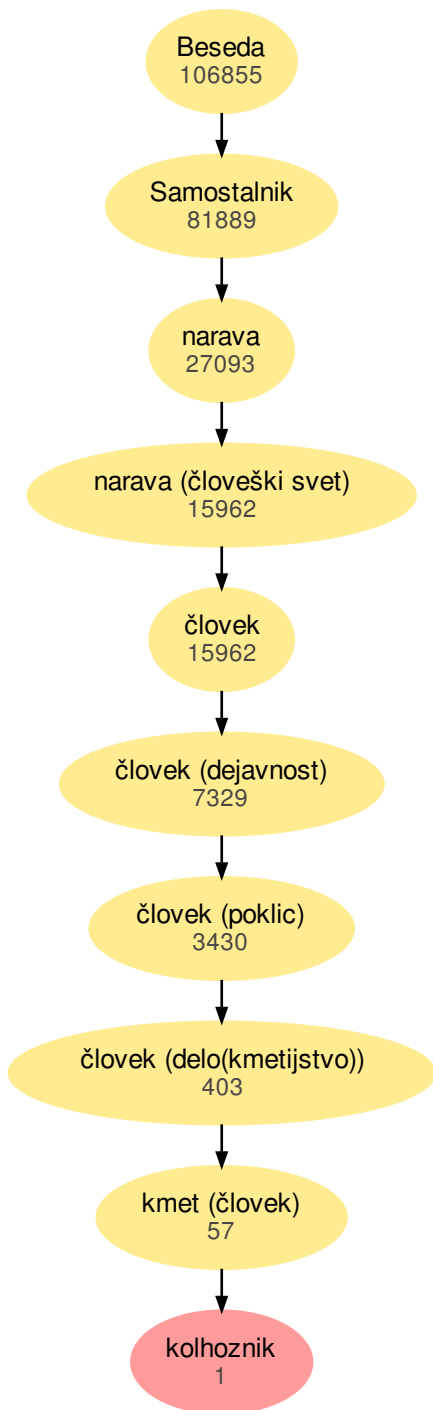 Beseda
106855
Samostalnik
81889
narava
27093
narava (človeški svet)
15962
človek
15962
človek (dejavnost)
7329
človek (poklic)
3430
človek (delo(kmetijstvo))
403
kmet (človek)
57
kolhoznik
1